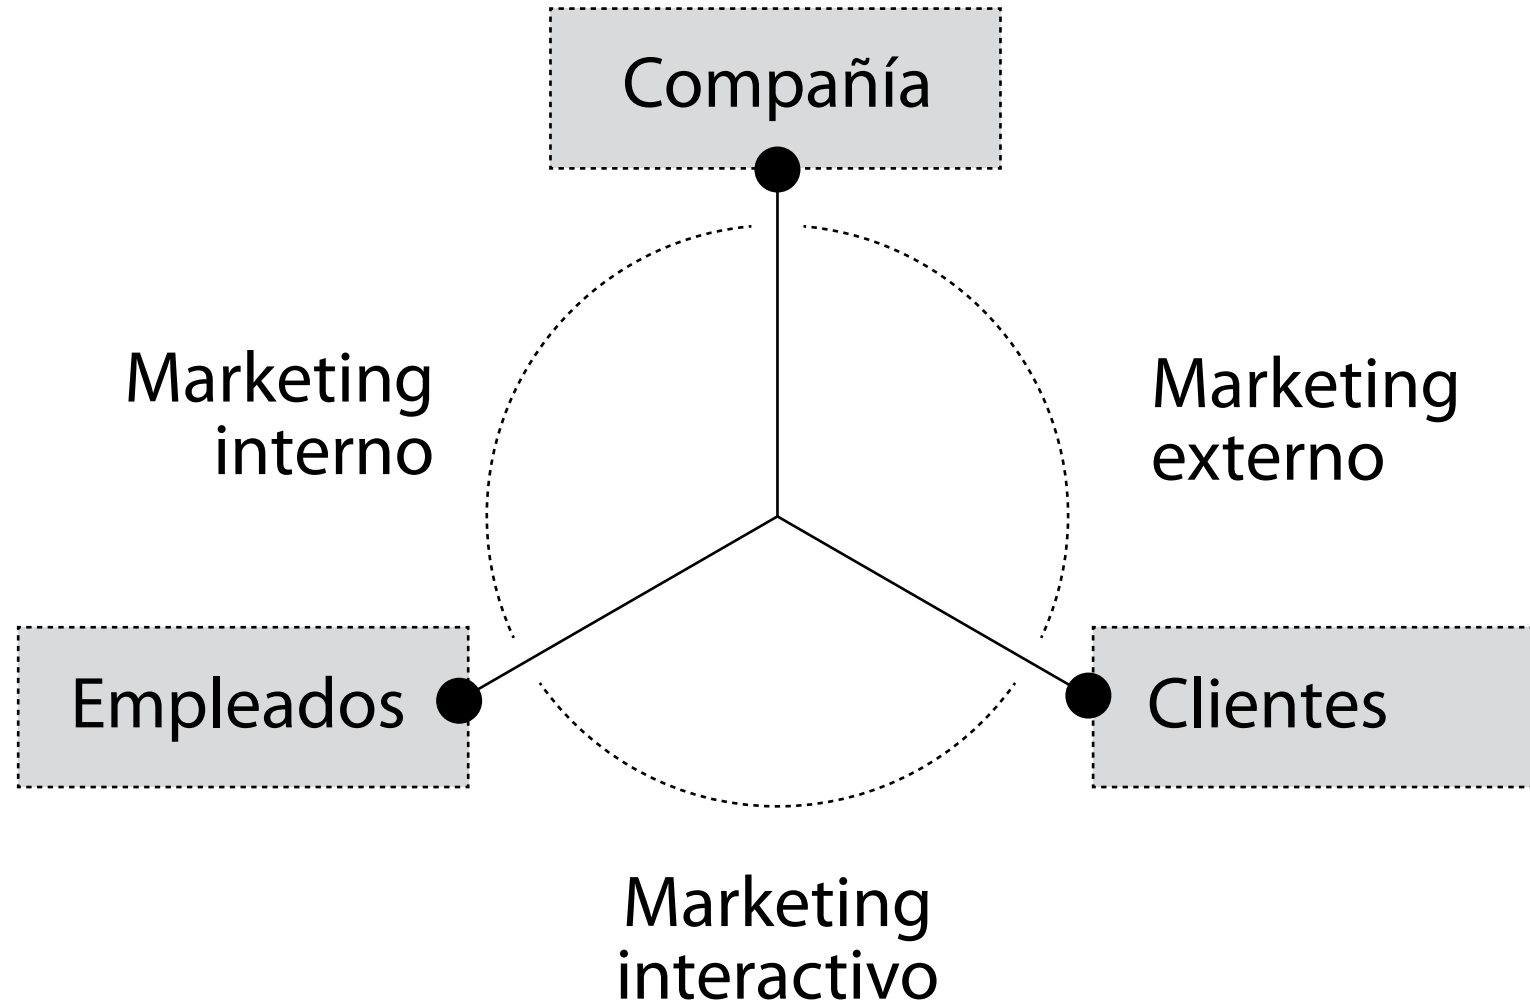 Compañía
Marketing
interno
Marketing
externo
Empleados
Clientes
Marketing
interactivo